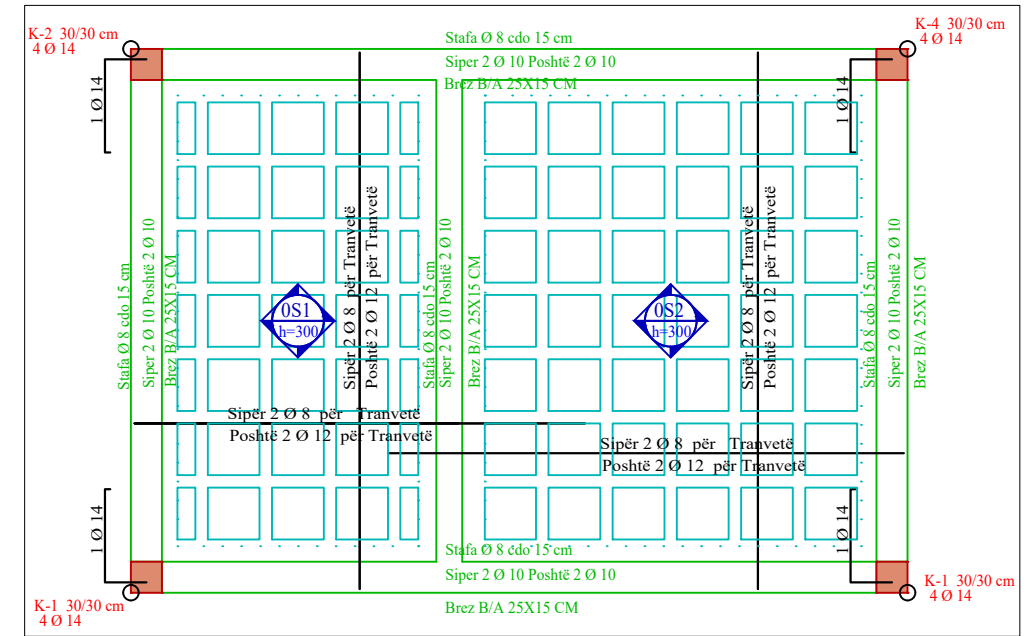 K-2 30/30 cm
4 Ø 14
Stafa Ø 8 cdo 15 cm
Siper 2 Ø 10 Poshtë 2 Ø 10
Brez B/A 25X15 CM
K-4 30/30 cm
4 Ø 14
1 Ø 14
1 Ø 14
Stafa Ø 8 cdo 15 cm
Siper 2 Ø 10 Poshtë 2 Ø 10
Brez B/A 25X15 CM
0S1
h=300
Sipër 2 Ø 8 për Tranvetë
Poshtë 2 Ø 12 për Tranvetë
Stafa Ø 8 cdo 15 cm
Siper 2 Ø 10 Poshtë 2 Ø 10
Brez B/A 25X15 CM
0S2
h=300
Sipër 2 Ø 8 për Tranvetë
Poshtë 2 Ø 12 për Tranvetë
Stafa Ø 8 cdo 15 cm
Siper 2 Ø 10 Poshtë 2 Ø 10
Brez B/A 25X15 CM
Sipër 2 Ø 8 për Tranvetë
Poshtë 2 Ø 12 për Tranvetë
Sipër 2 Ø 8 për Tranvetë
Poshtë 2 Ø 12 për Tranvetë
1 Ø 14
1 Ø 14
Stafa Ø 8 cdo 15 cm
Siper 2 Ø 10 Poshtë 2 Ø 10
Brez B/A 25X15 CM
K-1 30/30 cm
4 Ø 14
K-1 30/30 cm
4 Ø 14